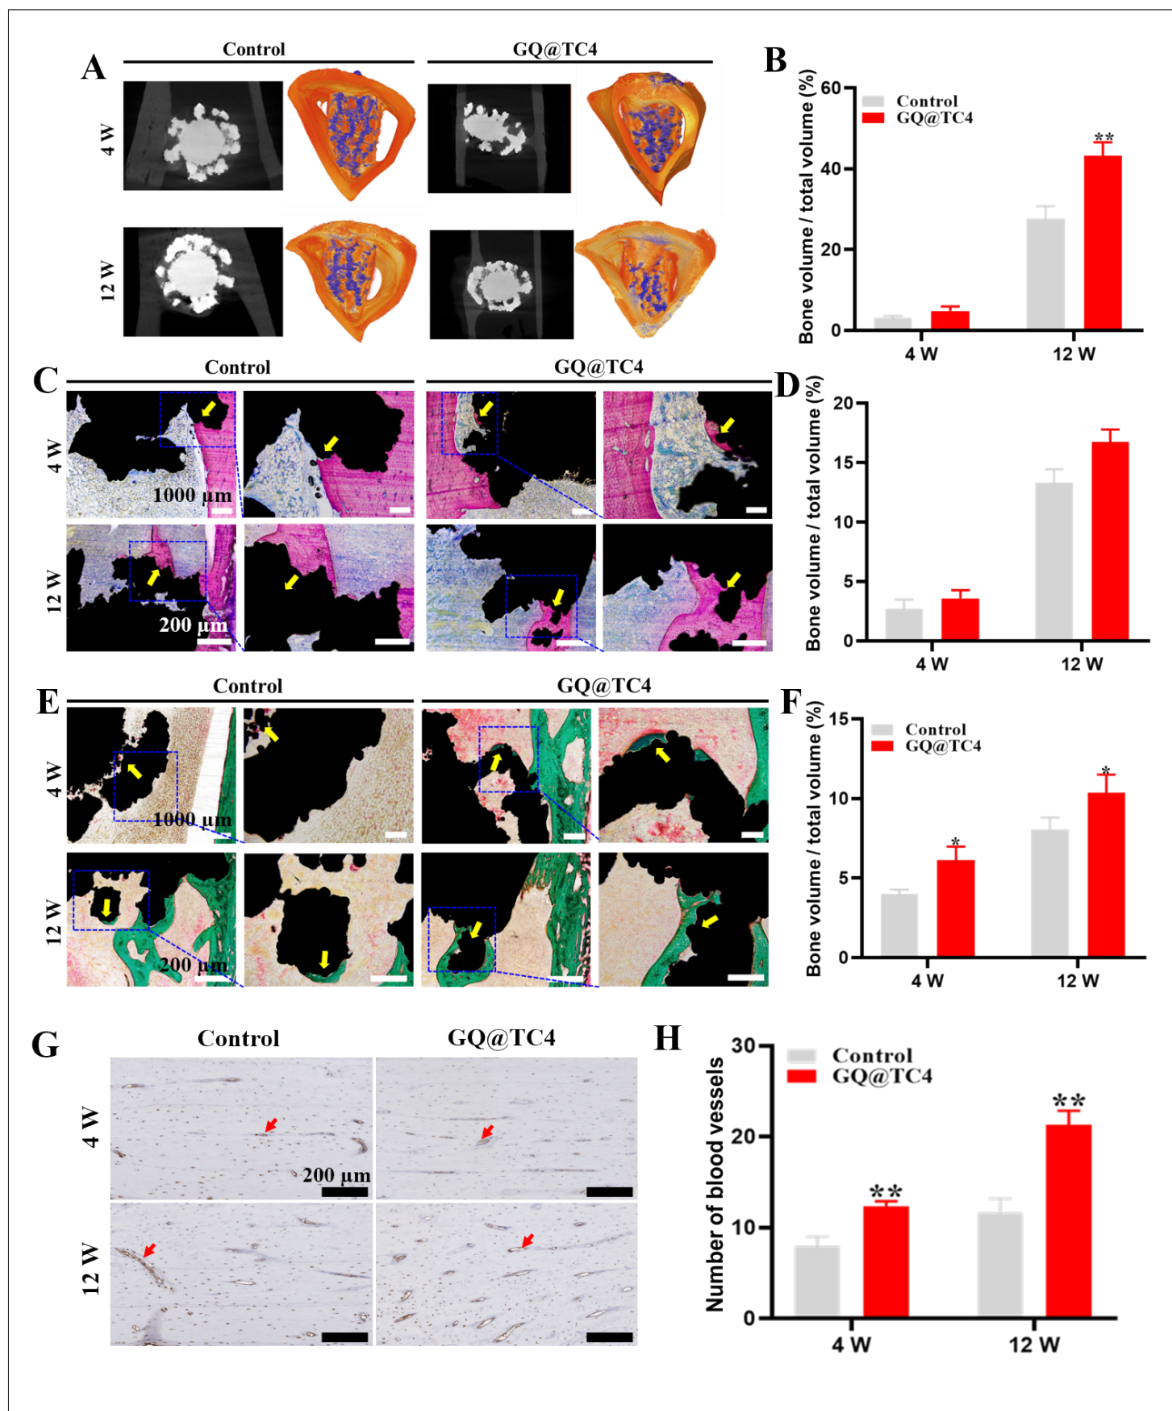 A
Control
GQ@TC4
4 W
12 W
B
Bone volume / total volume (%)
60
40
20
0
Control
GQ@TC4
**
4 W
12 W
C
Control
GQ@TC4
4 W
1000 μm
12 W
200 μm
D
Bone volume / total volume (%)
20
15
10
5
0
4 W
12 W
E
Control
GQ@TC4
4 W
1000 μm
12 W
200 μm
F
Bone volume / total volume (%)
15
10
5
0
Control
GQ@TC4
*
*
4 W
12 W
G
Control
GQ@TC4
4 W
200 μm
12 W
H
Number of blood vessels
30
20
10
0
Control
GQ@TC4
**
**
4 W
12 W